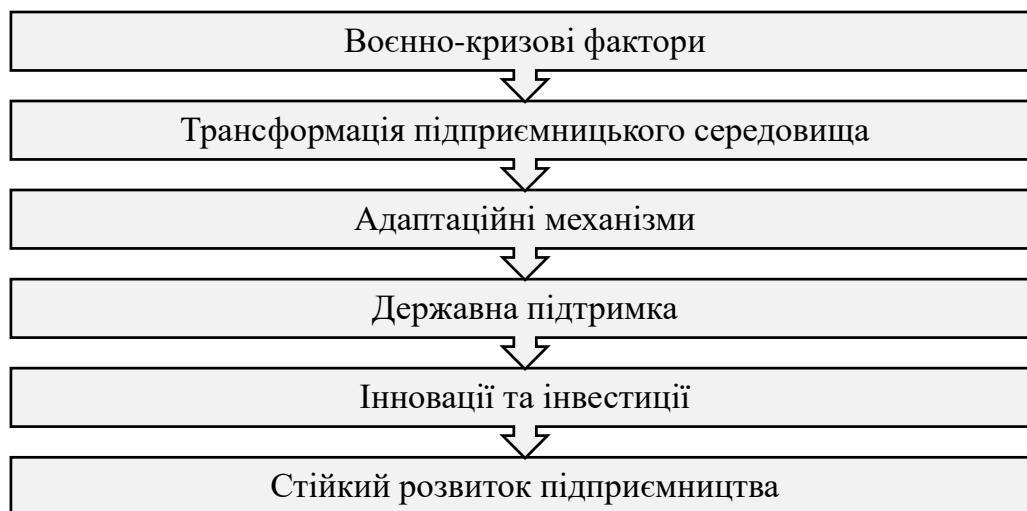 Воєнно-кризові фактори
Трансформація підприємницького середовища
Адаптаційні механізми
Державна підтримка
Інновації та інвестиції
Стійкий розвиток підприємництва